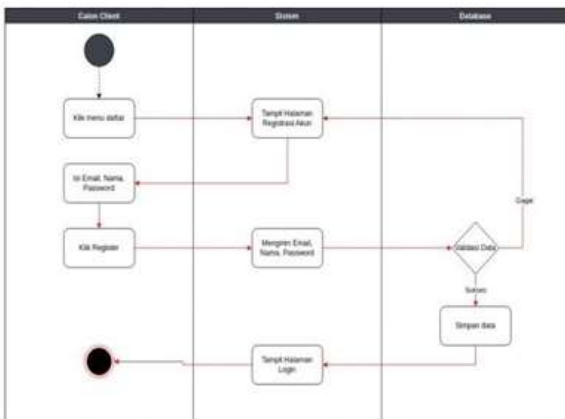 Calon Client
Sistem
Database
Klik menu daftar
Tampil Halaman
Registrasi Akun
Isi Email, Nama,
Password
Gagal
Klik Register
Mengirim Email,
Nama, Password
Validasi Data
Sukses
Simpan data
Tampil Halaman
Login